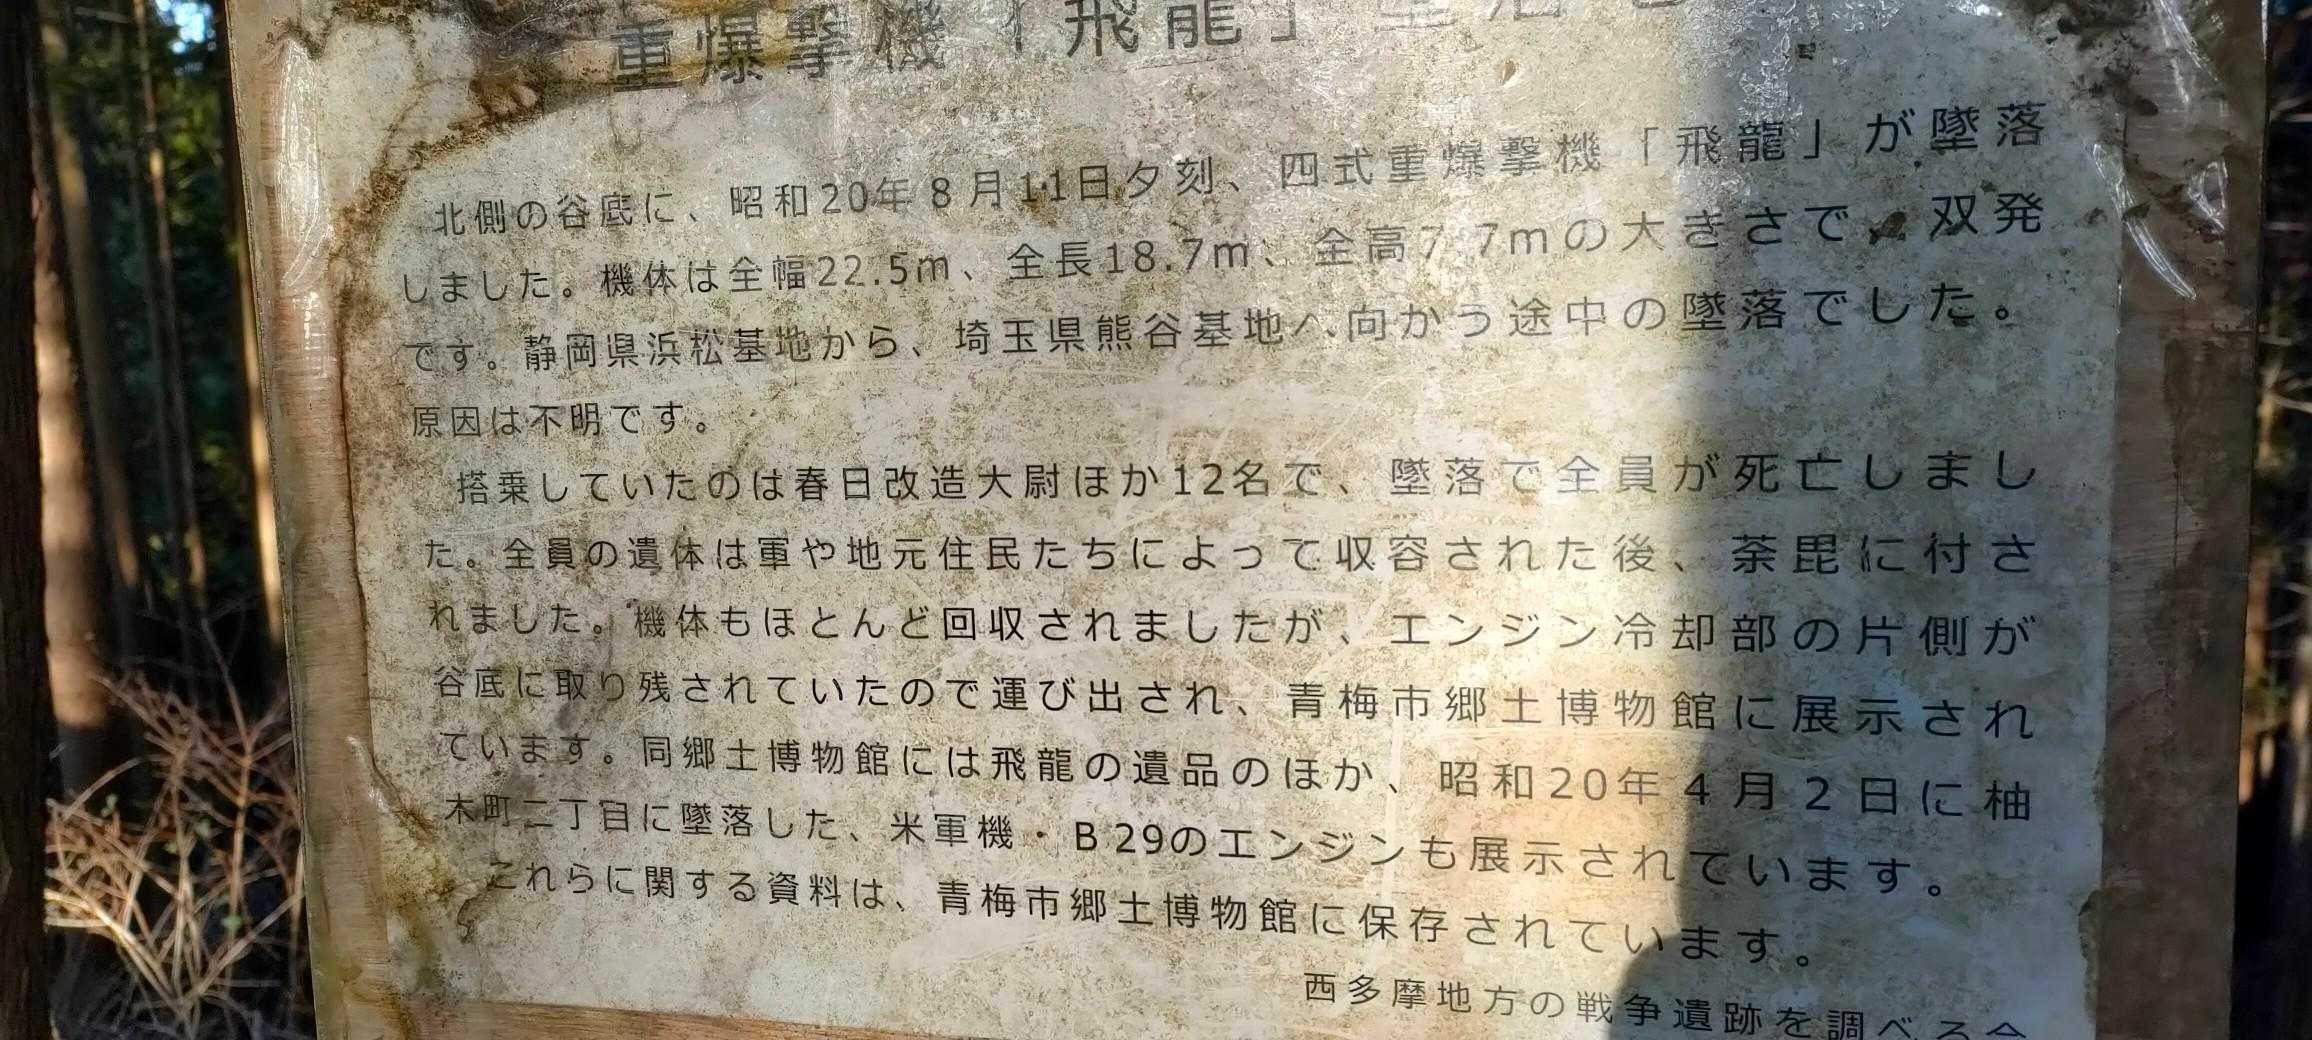 重爆撃機「飛龍」
北側の谷底に、昭和20年8月11日夕刻、四式重爆撃機「飛龍」が墜落
しました。機体は全幅22.5m、全長18.7m、全高7.7mの大きさで、双発
です。静岡県浜松基地から、埼玉県熊谷基地へ向かう途中の墜落でした。
原因は不明です。
搭乗していたのは春日改造大尉ほか12名で、墜落で全員が死亡しまし
た。全員の遺体は軍や地元住民たちによって収容された後、荼毘に付さ
れました。機体もほとんど回収されましたが、エンジン冷却部の片側が
谷底に取り残されていたので運び出され、青梅市郷土博物館に展示され
ています。同郷土博物館には飛龍の遺品のほか、昭和20年4月2日に柚
木町二丁目に墜落した、米軍機・B29のエンジンも展示されています。
これらに関する資料は、青梅市郷土博物館に保存されています。
西多摩地方の戦争遺跡を調べる会